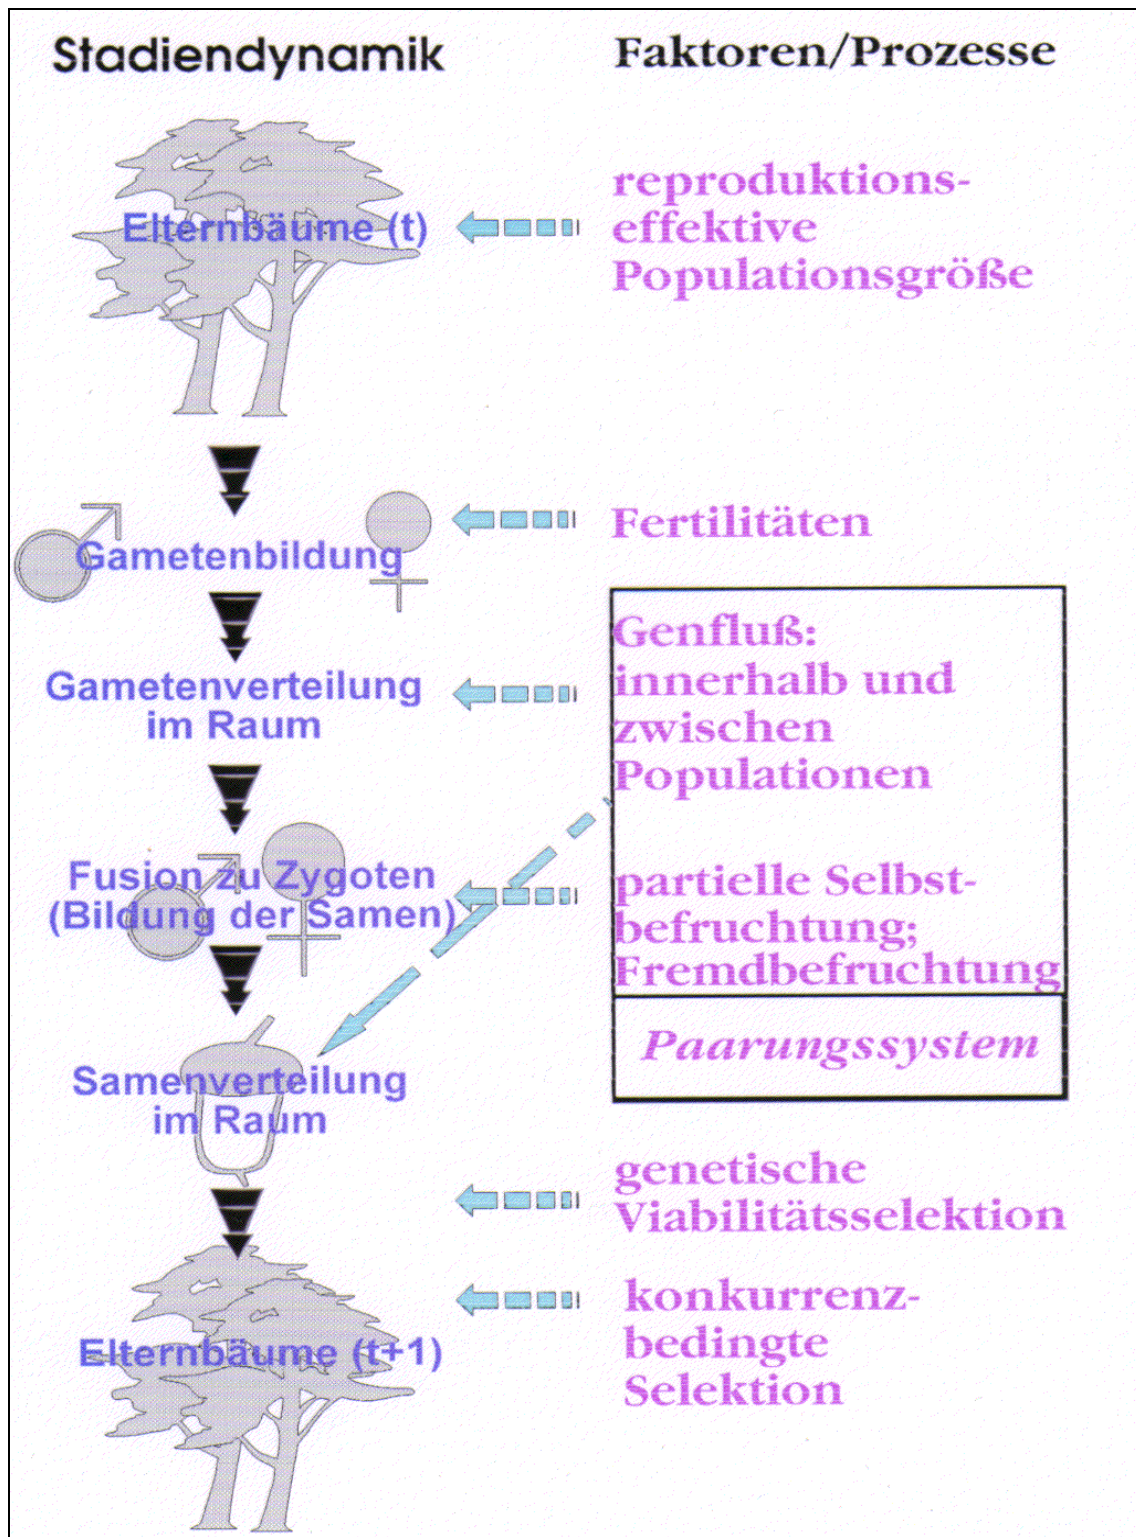 Stadiendynamik
Faktoren/Prozesse
Elternbäume (t)
reproduktions-
effektive
Populationsgröße
Gametenbildung
Fertilitäten
Gametenverteilung
im Raum
Genfluß:
innerhalb und
zwischen
Populationen
Fusion zu Zygoten
(Bildung der Samen)
partielle Selbst-
befruchtung;
Fremdbefruchtung
Paarungssystem
Samenverteilung
im Raum
genetische
Viabilitätsselektion
Elternbäume (t+1)
konkurrenz-
bedingte
Selektion